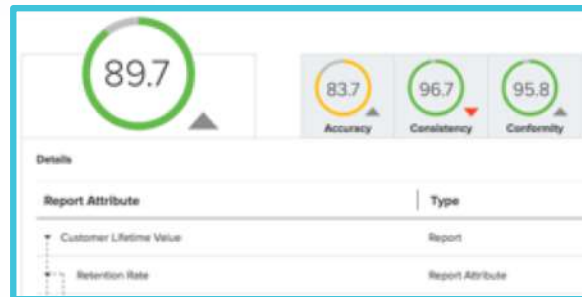 89.7
83.7 96.7 95.8
Accuracy Consistency Conformity
Details
Report Attribute Type
Customer Lifetime Value Report
Retention Rate Report Attribute